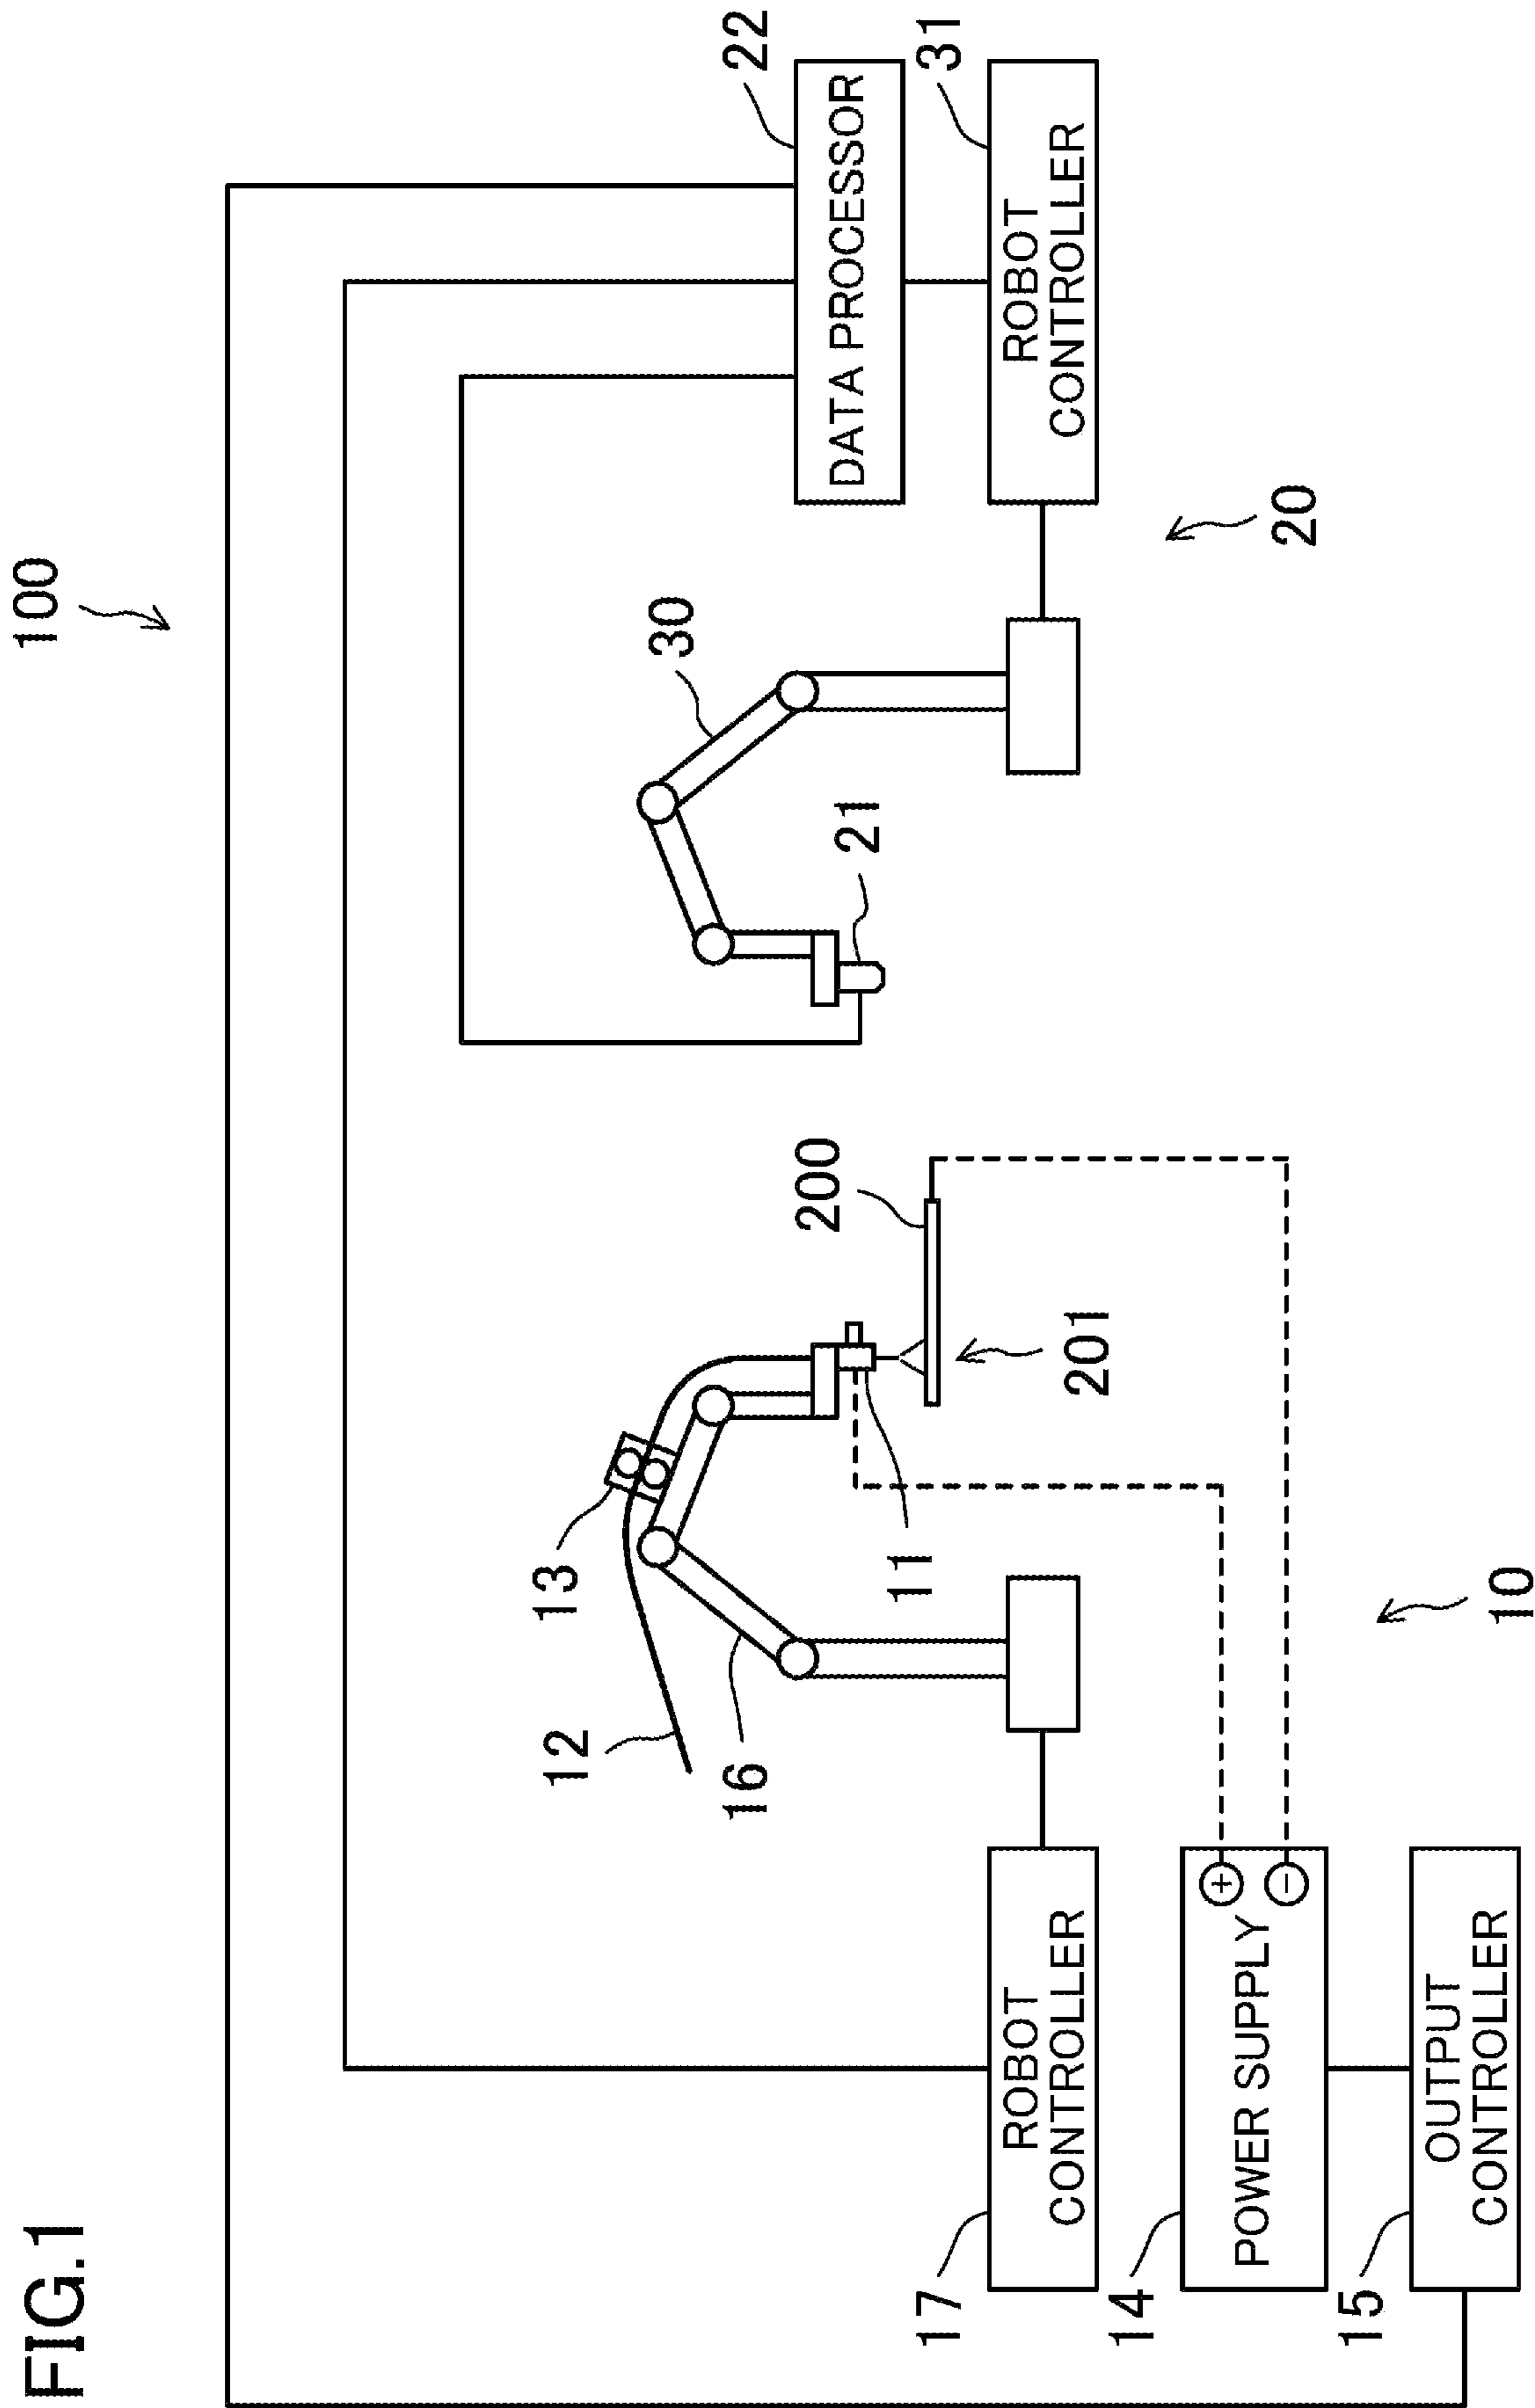 FIG.1
100
22
DATA PROCESSOR
31
ROBOT
CONTROLLER
20
30
21
200
201
13
12
16
11
10
17
ROBOT
CONTROLLER
14
POWER SUPPLY
+
−
15
OUTPUT
CONTROLLER